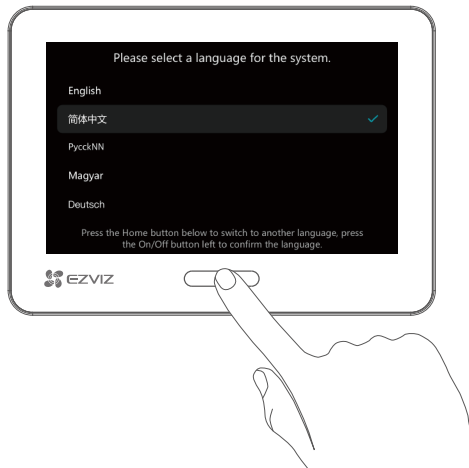 Please select a language for the system.
English
简体中文
РусскNN
Magyar
Deutsch
Press the Home button below to switch to another language, press
the On/Off button left to confirm the language.
EZVIZ